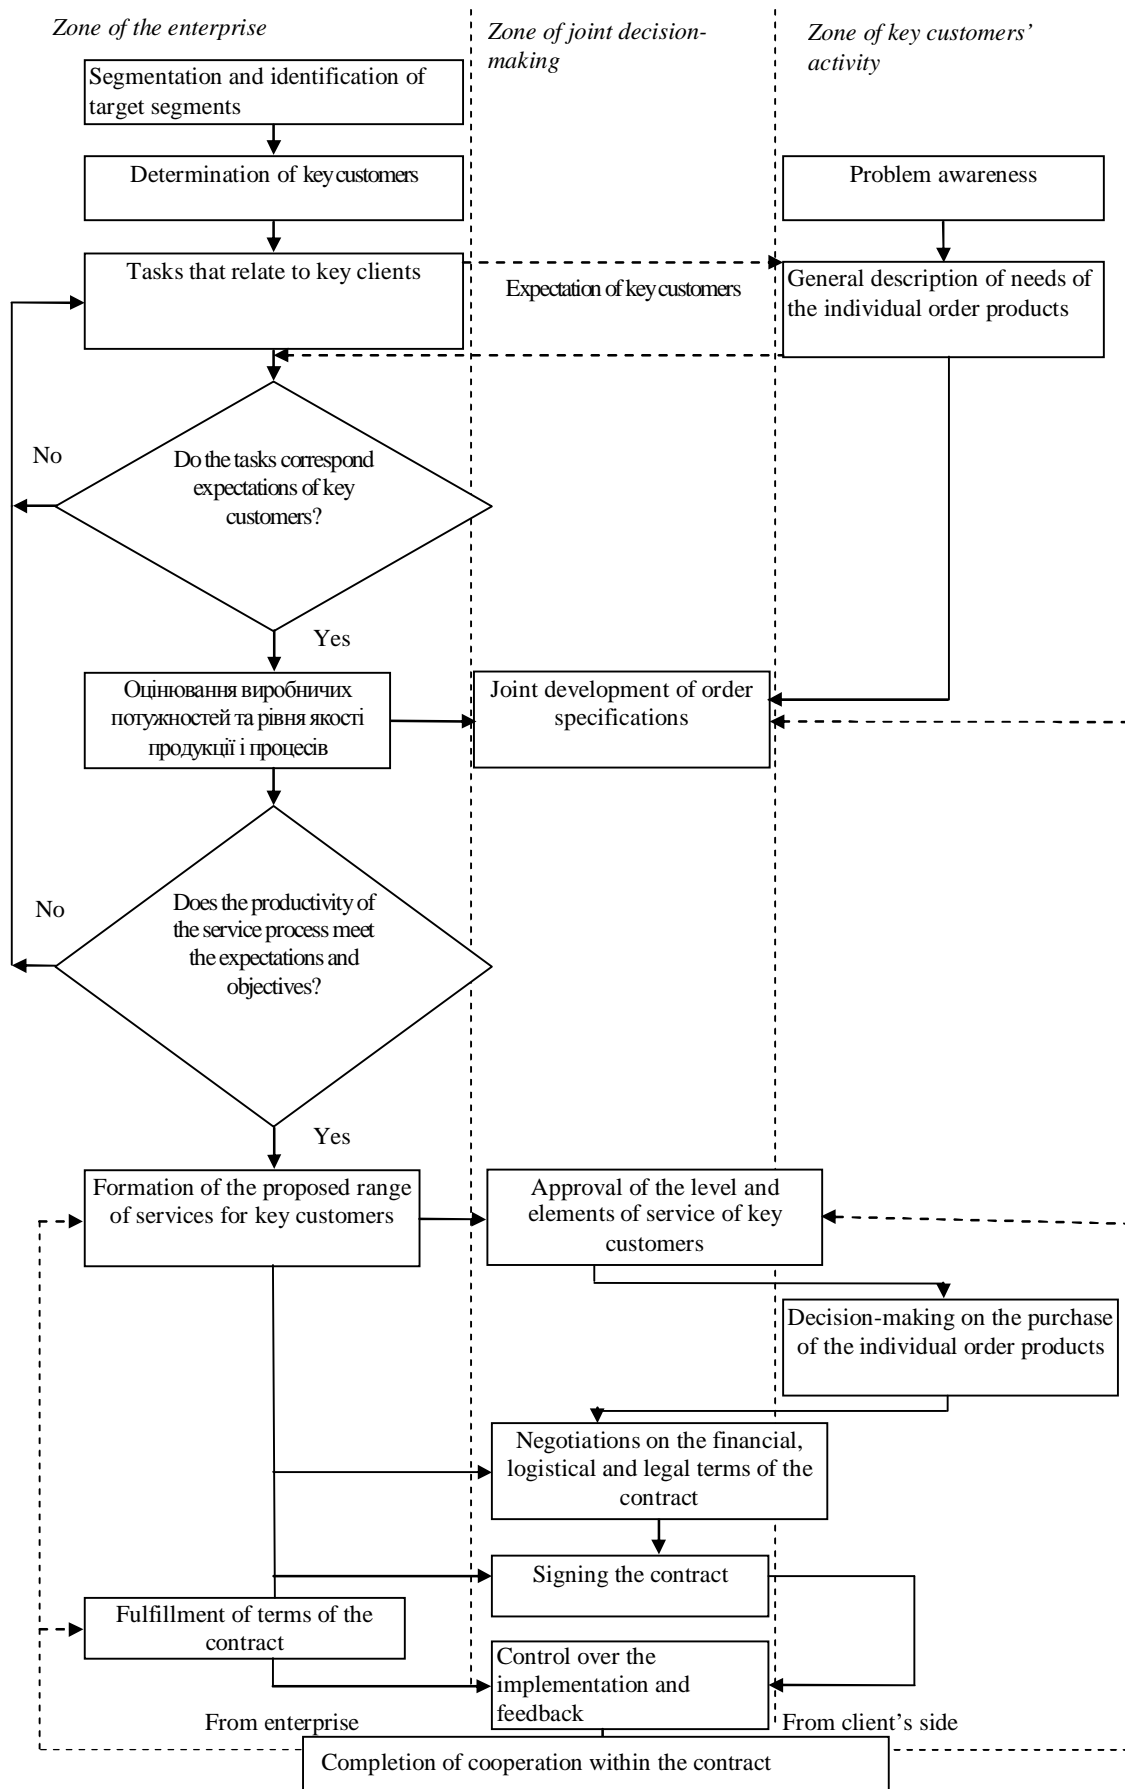 Zone of the enterprise
Zone of joint decision-
making
Zone of key customers'
activity
Segmentation and identification of
target segments
Determination of key customers
Problem awareness
Tasks that relate to key clients
Expectation of key customers
General description of needs of
the individual order products
No
Do the tasks correspond
expectations of key
customers?
Yes
Оцінювання виробничих
потужностей та рівня якості
продукції і процесів
Joint development of order
specifications
No
Does the productivity of
the service process meet
the expectations and
objectives?
Yes
Formation of the proposed range
of services for key customers
Approval of the level and
elements of service of key
customers
Decision-making on the purchase
of the individual order products
Negotiations on the financial,
logistical and legal terms of the
contract
Signing the contract
Fulfillment of terms of the
contract
Control over the
implementation and
feedback
From enterprise
From client's side
Completion of cooperation within the contract